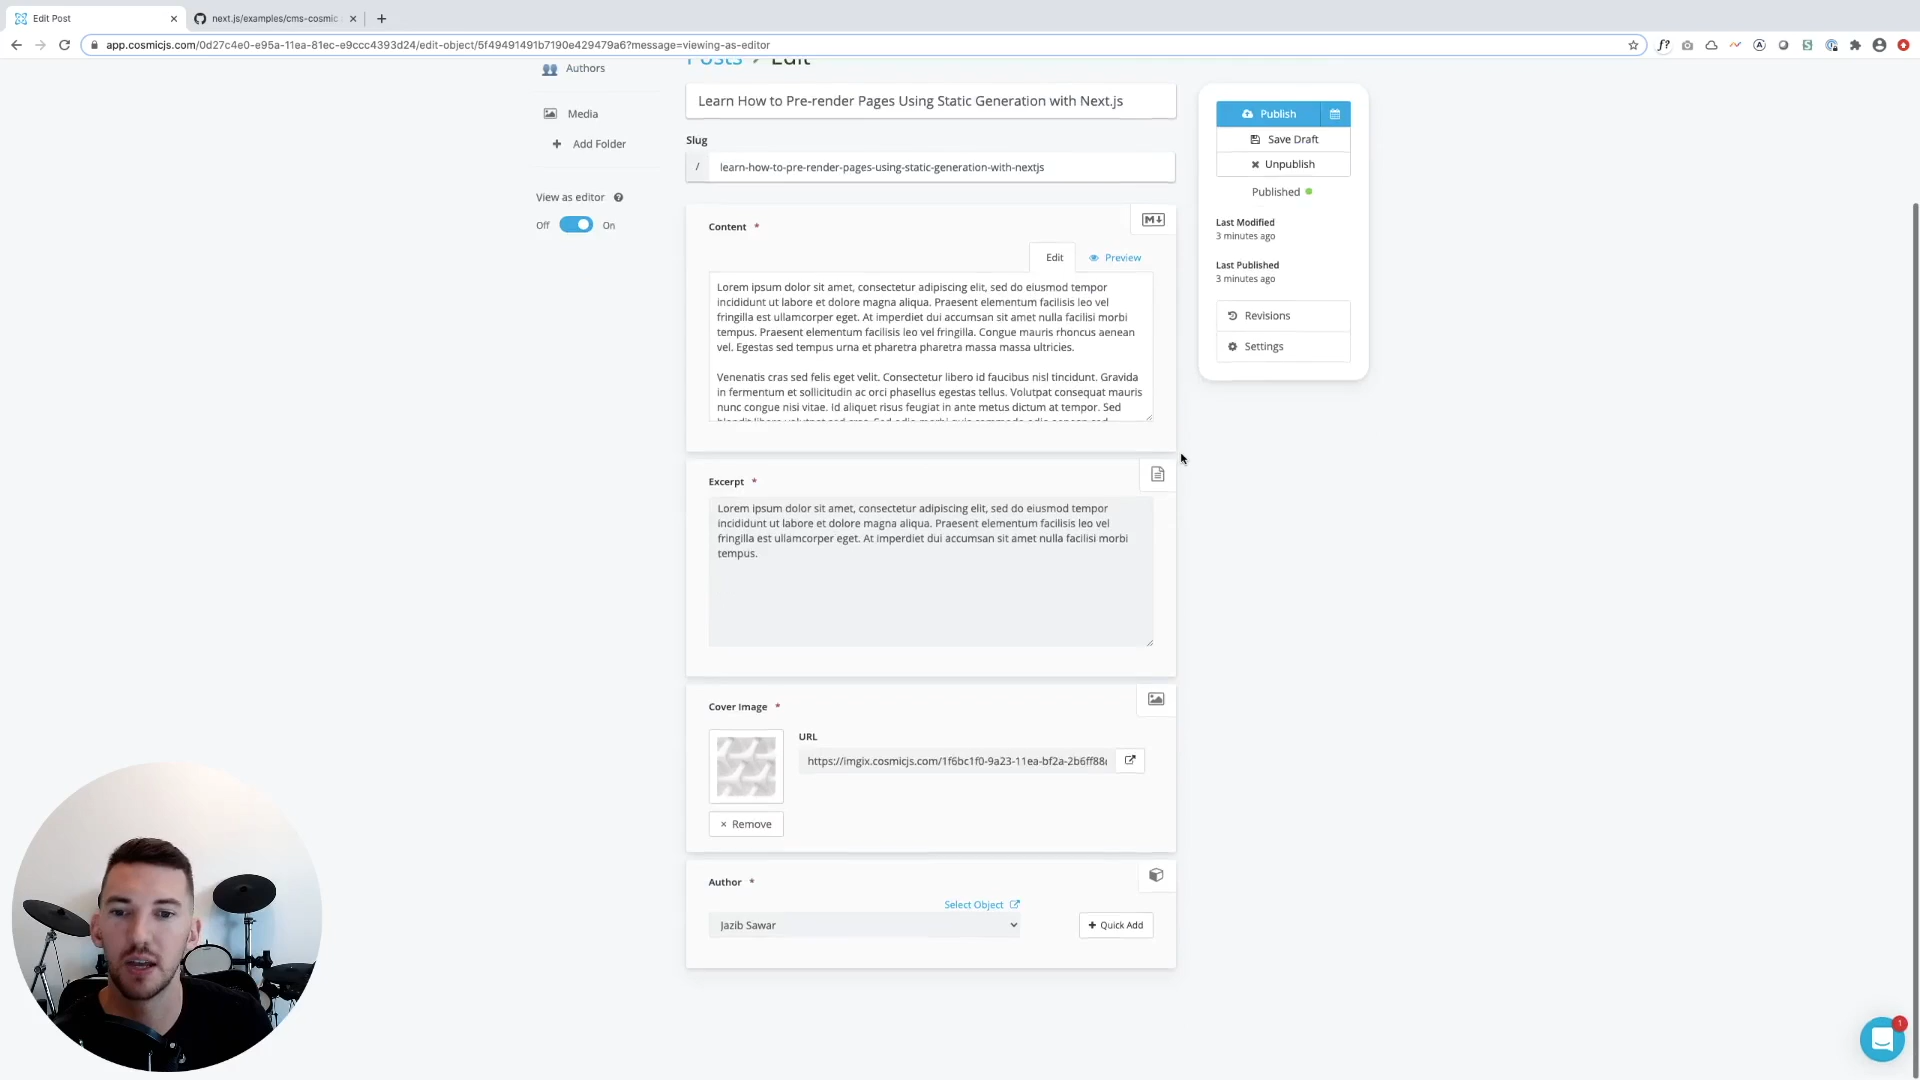 Edit Post
next.js/examples/cms-cosmic
app.cosmicjs.com/0d27c4e0-e95a-11ea-81ec-e9ccc4393d24/edit-object/5f49491491b7190e429479a6?message=viewing-as-editor
Authors
Media
Add Folder
View as editor
Off On
Posts Edit
Learn How to Pre-render Pages Using Static Generation with Next.js
Slug
/ learn-how-to-pre-render-pages-using-static-generation-with-nextjs
Content *
Edit Preview
Lorem ipsum dolor sit amet, consectetur adipiscing elit, sed do eiusmod tempor
incididunt ut labore et dolore magna aliqua. Praesent elementum facilisis leo vel
fringilla est ullamcorper eget. At imperdiet dui accumsan sit amet nulla facilisi morbi
tempus. Praesent elementum facilisis leo vel fringilla. Congue mauris rhoncus aenean
vel. Egestas sed tempus urna et pharetra pharetra massa massa ultricies.
Venenatis cras sed felis eget velit. Consectetur libero id faucibus nisl tincidunt. Gravida
in fermentum et sollicitudin ac orci phasellus egestas tellus. Volutpat consequat mauris
nunc congue nisi vitae. Id aliquet risus feugiat in ante metus dictum at tempor. Sed
Excerpt *
Lorem ipsum dolor sit amet, consectetur adipiscing elit, sed do eiusmod tempor
incididunt ut labore et dolore magna aliqua. Praesent elementum facilisis leo vel
fringilla est ullamcorper eget. At imperdiet dui accumsan sit amet nulla facilisi morbi
tempus.
Cover Image *
URL
https://imgix.cosmicjs.com/1f6bc1f0-9a23-11ea-bf2a-2b6ff88
× Remove
Author *
Select Object
Jazib Sawar
+ Quick Add
Publish
Save Draft
× Unpublish
Published
Last Modified
3 minutes ago
Last Published
3 minutes ago
Revisions
Settings
1